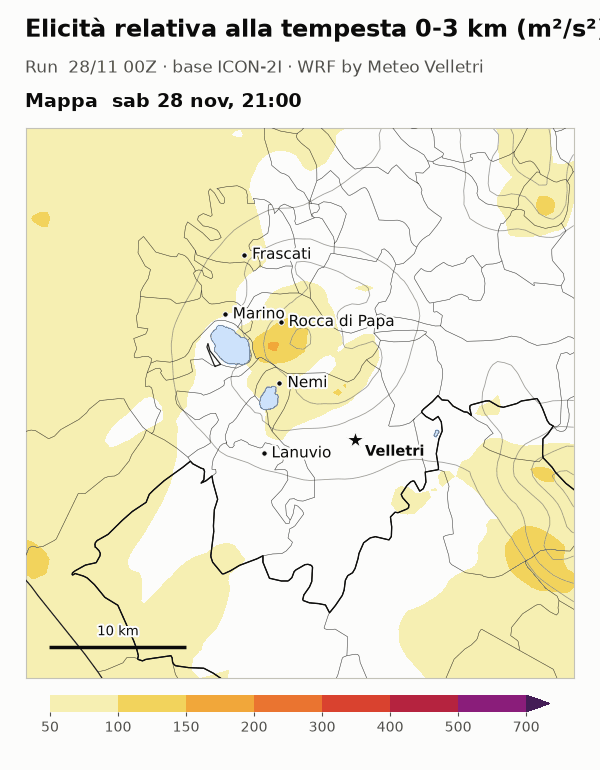 Elicità relativa alla tempesta 0-3 km (m²/s²)
Run 28/11 00Z · base ICON-2I · WRF by Meteo Velletri
Mappa sab 28 nov, 21:00
Frascati
Marino
Rocca di Papa
Nemi
Velletri
Lanuvio
10 km
50 100 150 200 300 400 500 700